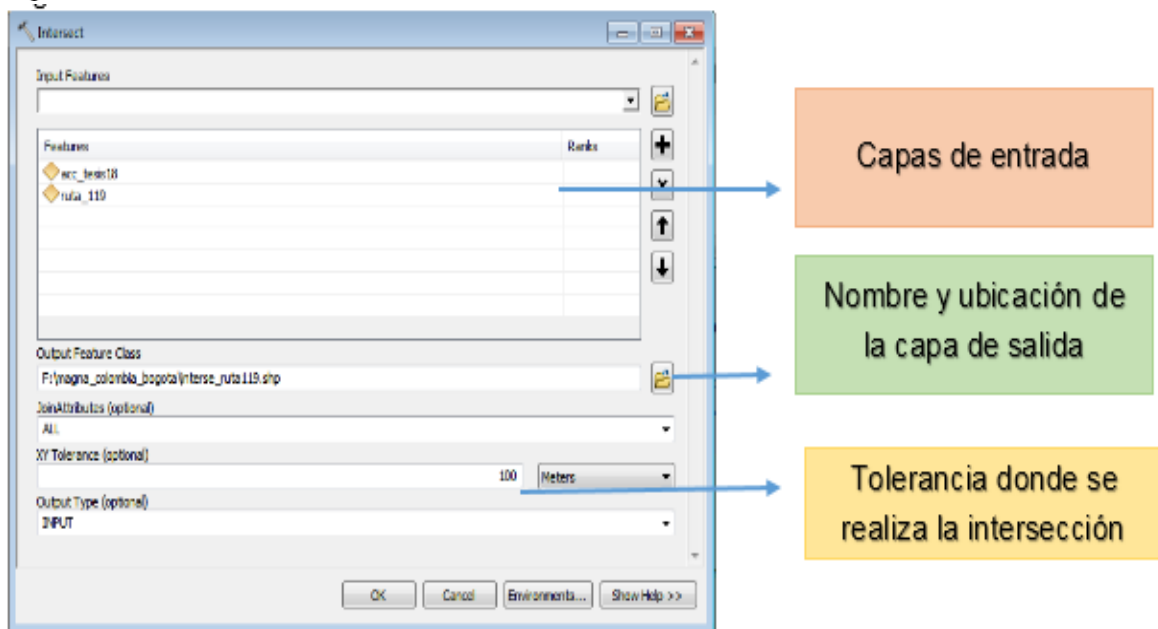 Intersect
Input Features
Features Ranks
acc_tesis18
ruta_119
Output Feature Class
F:\magna_colombia_bogota\interse_ruta119.shp
JoinAttributes (optional)
ALL
XY Tolerance (optional)
100 Meters
Output Type (optional)
INPUT
OK Cancel Environments... Show Help >>
Capas de entrada
Nombre y ubicación de
la capa de salida
Tolerancia donde se
realiza la intersección